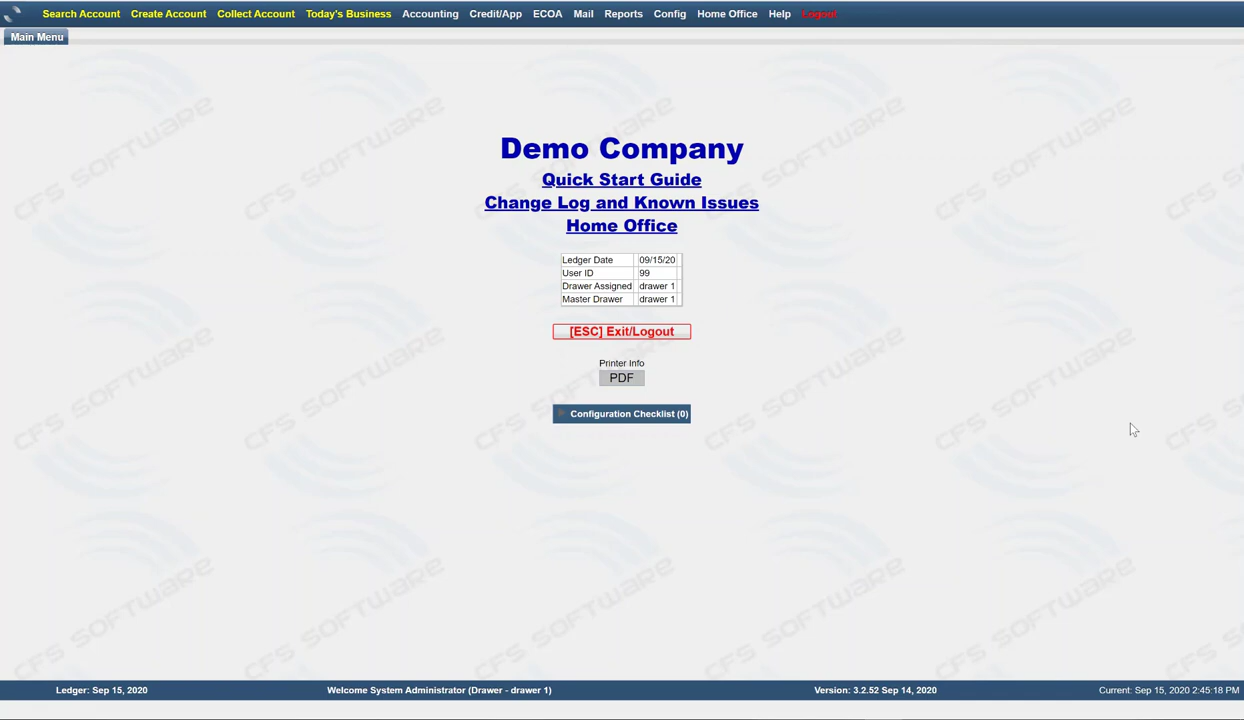 Search Account Create Account Collect Account Today's Business Accounting Credit/App ECOA Mail Reports Config Home Office Help Logout
Main Menu
Demo Company
Quick Start Guide
Change Log and Known Issues
Home Office
Ledger Date 09/15/20
User ID 99
Drawer Assigned drawer 1
Master Drawer drawer 1
[ESC] Exit/Logout
Printer Info
PDF
Configuration Checklist (0)
CFS SOFTWARE
Ledger: Sep 15, 2020 Welcome System Administrator (Drawer - drawer 1) Version: 3.2.52 Sep 14, 2020 Current: Sep 15, 2020 2:45:18 PM